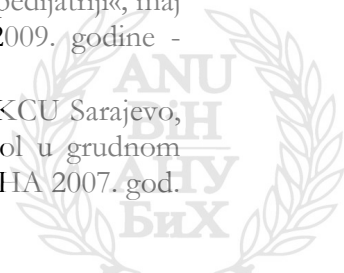 2009. godine -
KCU Sarajevo,
ol u grudnom
HA 2007. god.
ANU
BiH
АНУ
БиХ